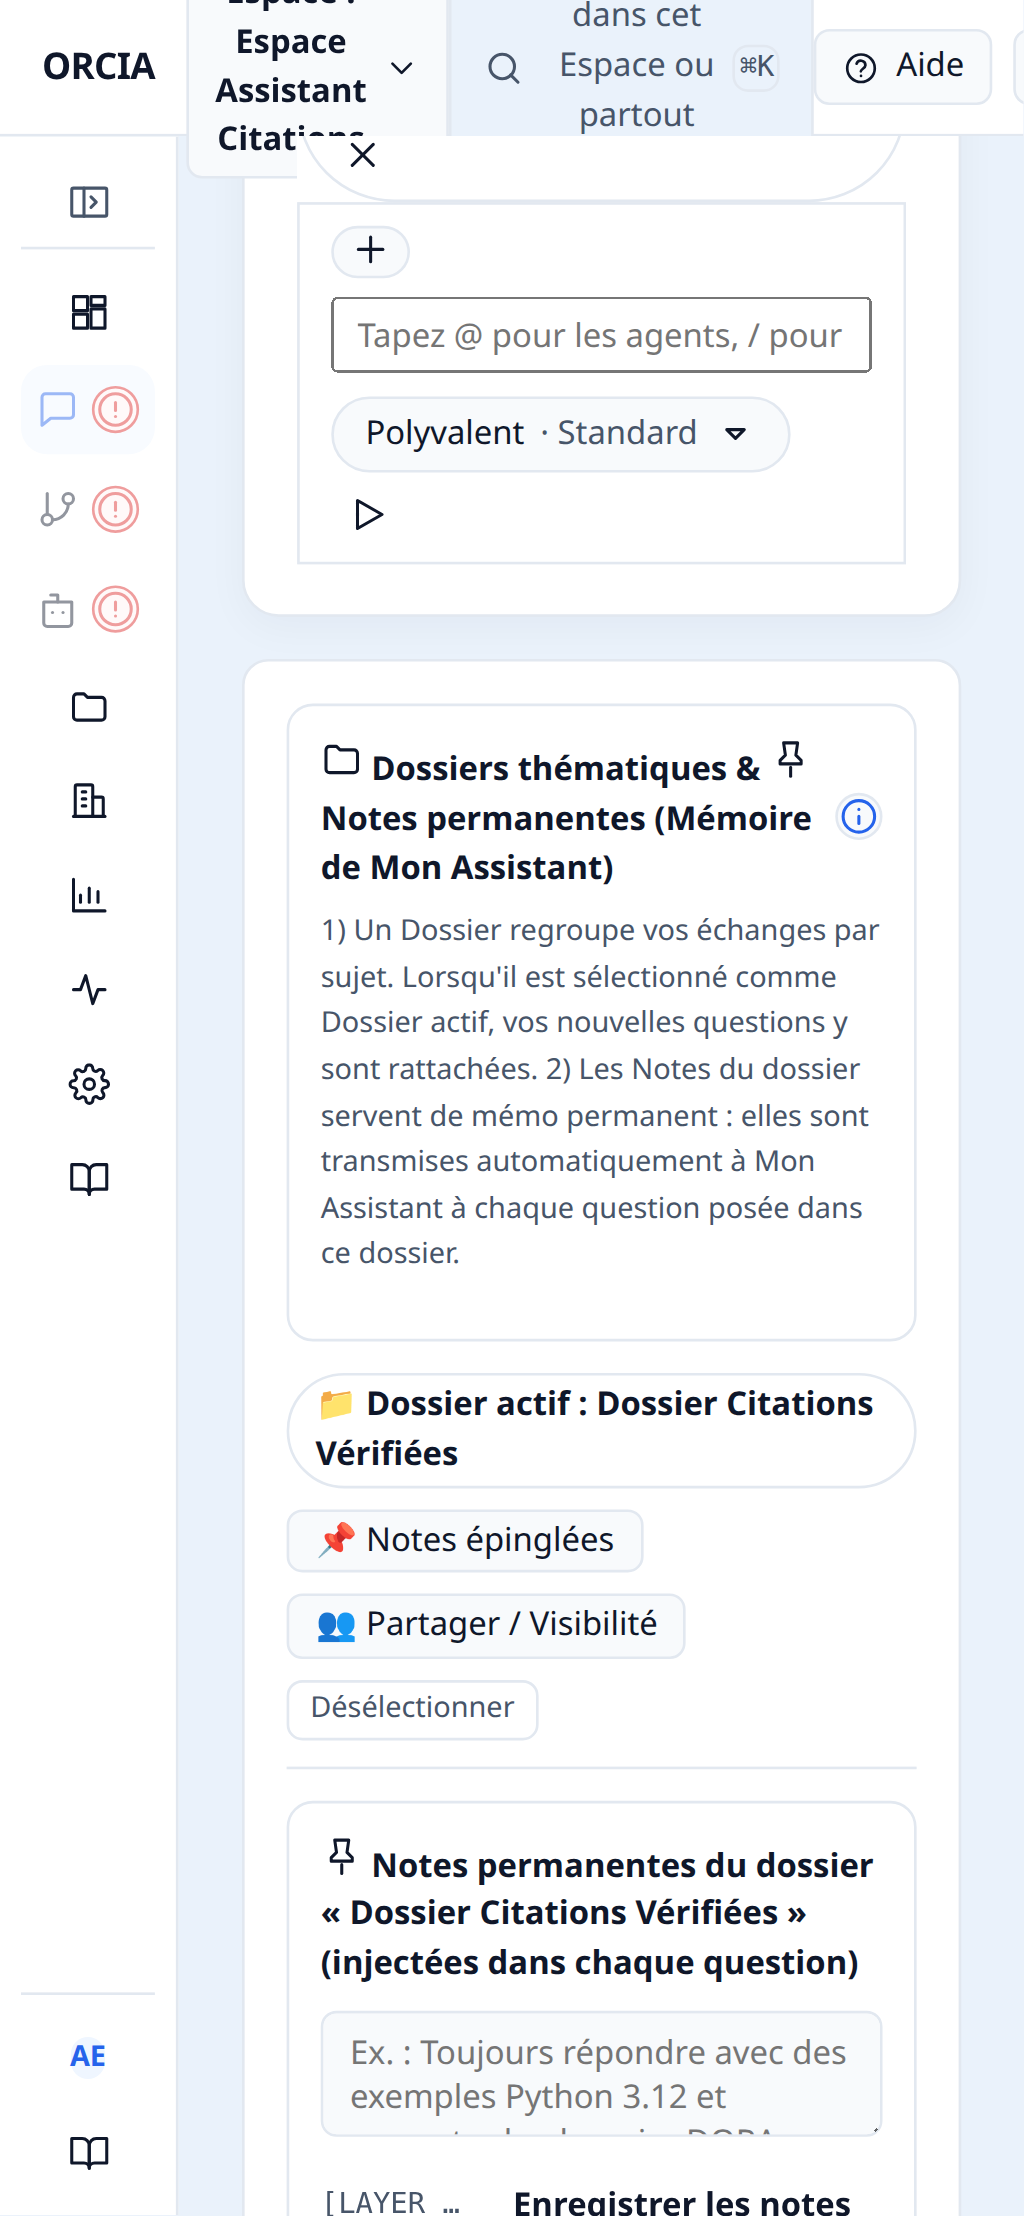 ORCIA
Espace :
Espace
Assistant
Citations
dans cet
Espace ou
partout
⌘K
Aide
Tapez @ pour les agents, / pour
Polyvalent · Standard
Dossiers thématiques &
Notes permanentes (Mémoire
de Mon Assistant)
1) Un Dossier regroupe vos échanges par
sujet. Lorsqu'il est sélectionné comme
Dossier actif, vos nouvelles questions y
sont rattachées. 2) Les Notes du dossier
servent de mémo permanent : elles sont
transmises automatiquement à Mon
Assistant à chaque question posée dans
ce dossier.
📁 Dossier actif : Dossier Citations
Vérifiées
📌 Notes épinglées
👥 Partager / Visibilité
Désélectionner
Notes permanentes du dossier
« Dossier Citations Vérifiées »
(injectées dans chaque question)
Ex. : Toujours répondre avec des
exemples Python 3.12 et
[LAYER …
Enregistrer les notes
AE